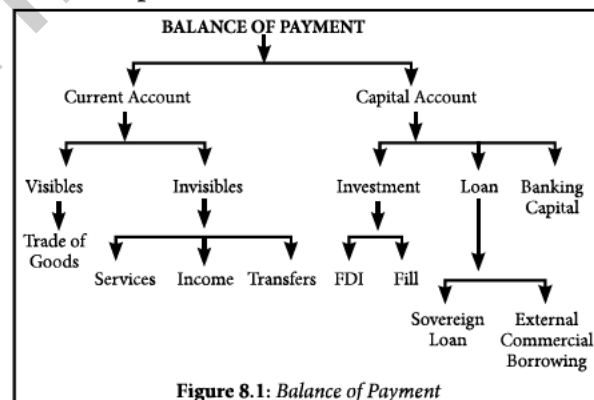 BALANCE OF PAYMENT
Current Account
Capital Account
Visibles
Invisibles
Investment
Loan
Banking
Capital
Trade of
Goods
Services
Income
Transfers
FDI
Fill
Sovereign
Loan
External
Commercial
Borrowing
Figure 8.1: Balance of Payment